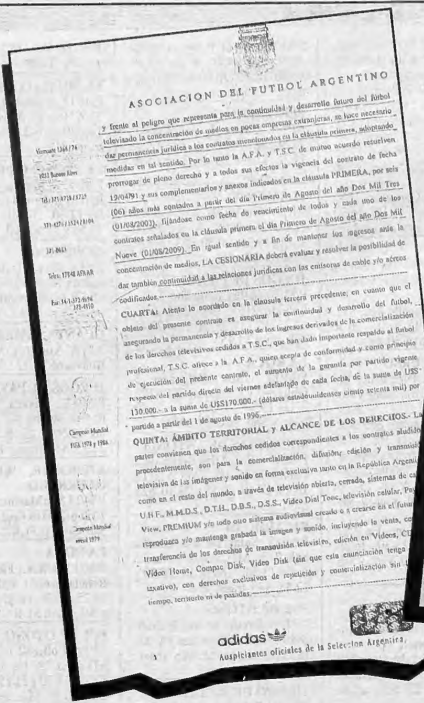 ASOCIACION DEL FUTBOL ARGENTINO
y frente al peligro que representa para la continuidad y desarrollo futuro del fútbol
televisado la concentración de medios en pocas empresas extranjeras, se hace necesario
dar permanencia jurídica a los contratos mencionados en la cláusula primera, adoptando
medidas en tal sentido. Por lo tanto la A.F.A. y T.S.C. de mutuo acuerdo resuelven
prorrogar de pleno derecho y a todos sus efectos la vigencia del contrato de fecha
19/04/91 y sus complementarios y anexos indicados en la cláusula PRIMERA, por seis
(06) años más contados a partir del día Primero de Agosto del año Dos Mil Tres
(01/08/2003), fijándose como fecha de vencimiento de todos y cada uno de los
contratos señalados en la cláusula primera el día Primero de Agosto del año Dos Mil
Nueve (01/08/2009). En igual sentido y a fin de mantener los ingresos ante la
concentración de medios, LA CESIONARIA deberá evaluar y resolver la posibilidad de
dar también continuidad a las relaciones jurídicas con las emisoras de cable y/o aéreas
codificadas.
CUARTA: Atento lo acordado en la cláusula tercera precedente, en cuanto que el
objeto del presente contrato es asegurar la continuidad y desarrollo del fútbol,
asegurando la permanencia y desarrollo de los ingresos derivados de la comercialización
de los derechos televisivos cedidos a T.S.C., que han dado importante respaldo al fútbol
profesional, T.S.C. ofrece a la A.F.A., quien acepta de conformidad y como principio
de ejecución del presente contrato, el aumento de la garantía por partido vigente
respecto del partido directo del viernes adelantado de cada fecha, de la suma de US$
130.000.- a la suma de US$170.000.- (dólares estadounidenses ciento setenta mil) por
partido a partir del 1 de agosto de 1996.
QUINTA: ÁMBITO TERRITORIAL y ALCANCE DE LOS DERECHOS.- La
partes convienen que los derechos cedidos correspondientes a los contratos aludido
precedentemente, son para la comercialización, difusión, edición y transmisió
televisiva de las imágenes y sonido en forma exclusiva tanto en la República Argenti
como en el resto del mundo, a través de televisión abierta, cerrada, sistemas de ca
U.H.F., M.M.D.S., D.T.H., D.B.S., D.S.S., Video Dial Tone, televisión celular, Pay
View, PREMIUM y/o todo otro sistema audiovisual creado o a crearse en el futuro
reproduzca y/o mantenga grabada la imagen y sonido, incluyendo la venta, ces
transferencia de los derechos de transmisión televisiva, edición en Videos, CD
Video Home, Compac Disk, Video Disk (sin que esta enunciación tenga
taxativo), con derechos exclusivos de repetición y comercialización sin
tiempo, territorio ni de pasadas.
Viamonte 1366/76
Buenos Aires
Campeón Mundial
FIFA 1978 y 1986
Campeón Mundial
1979
adidas
Auspiciantes oficiales de la Selección Argentina,